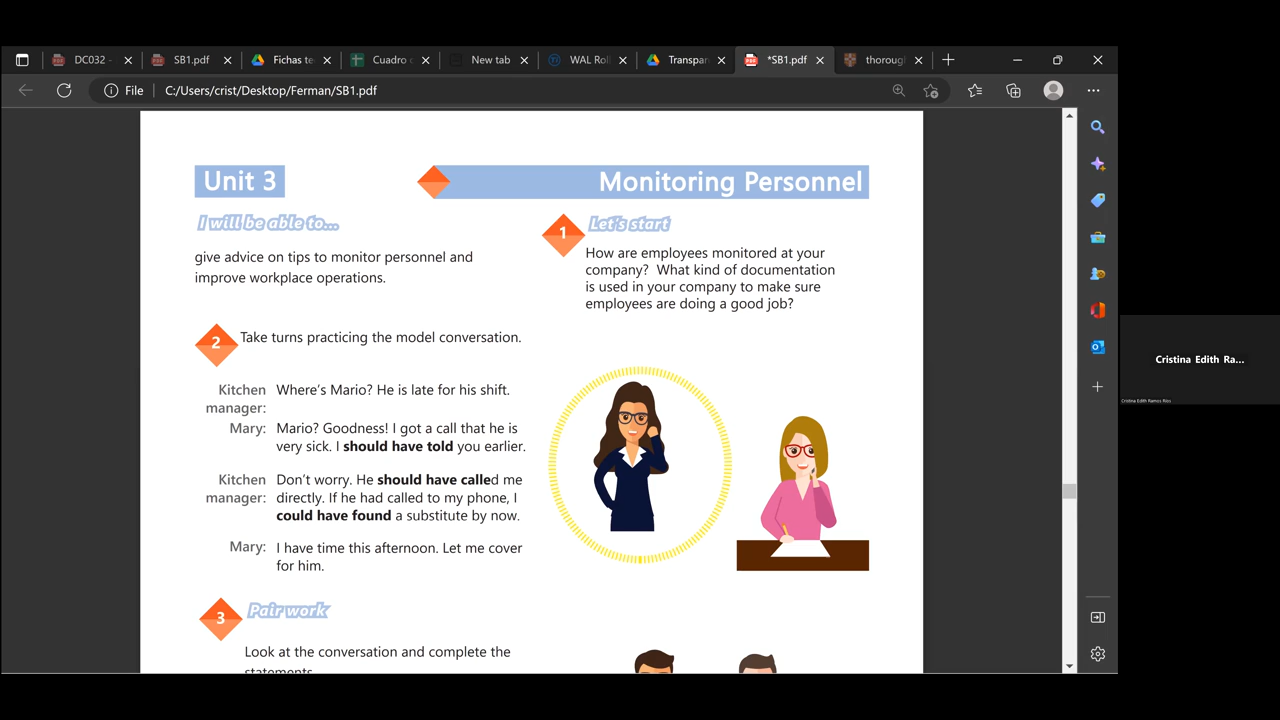 DC032 -
SB1.pdf
Fichas te
Cuadro c
New tab
WAL Roll
Transpar
*SB1.pdf
thoroug
File
C:/Users/crist/Desktop/Ferman/SB1.pdf
Unit 3
Monitoring Personnel
I will be able to...
give advice on tips to monitor personnel and
improve workplace operations.
1
Let's start
How are employees monitored at your
company? What kind of documentation
is used in your company to make sure
employees are doing a good job?
2
Take turns practicing the model conversation.
Kitchen manager:
Where's Mario? He is late for his shift.
Mary:
Mario? Goodness! I got a call that he is
very sick. I should have told you earlier.
Kitchen manager:
Don't worry. He should have called me
directly. If he had called to my phone, I
could have found a substitute by now.
Mary:
I have time this afternoon. Let me cover
for him.
3
Pair work
Look at the conversation and complete the
statements
Cristina Edith Ra...
Cristina Edith Ramos Rios